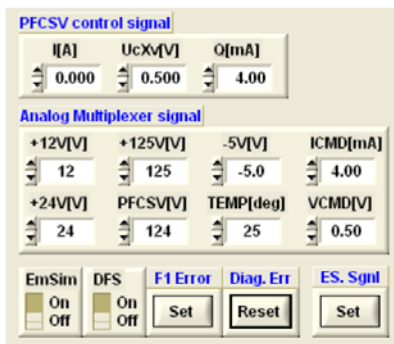 PFCSV control signal
I[A] UcXv[V] Q[mA]
0.000 0.500 4.00
Analog Multiplexer signal
+12V[V] +125V[V] -5V[V] ICMD[mA]
12 125 -5.0 4.00
+24V[V] PFCSV[V] TEMP[deg] VCMD[V]
24 124 25 0.50
EmSim DFS F1 Error Diag. Err ES. Sgnl
On On
Off Off
Set Reset Set